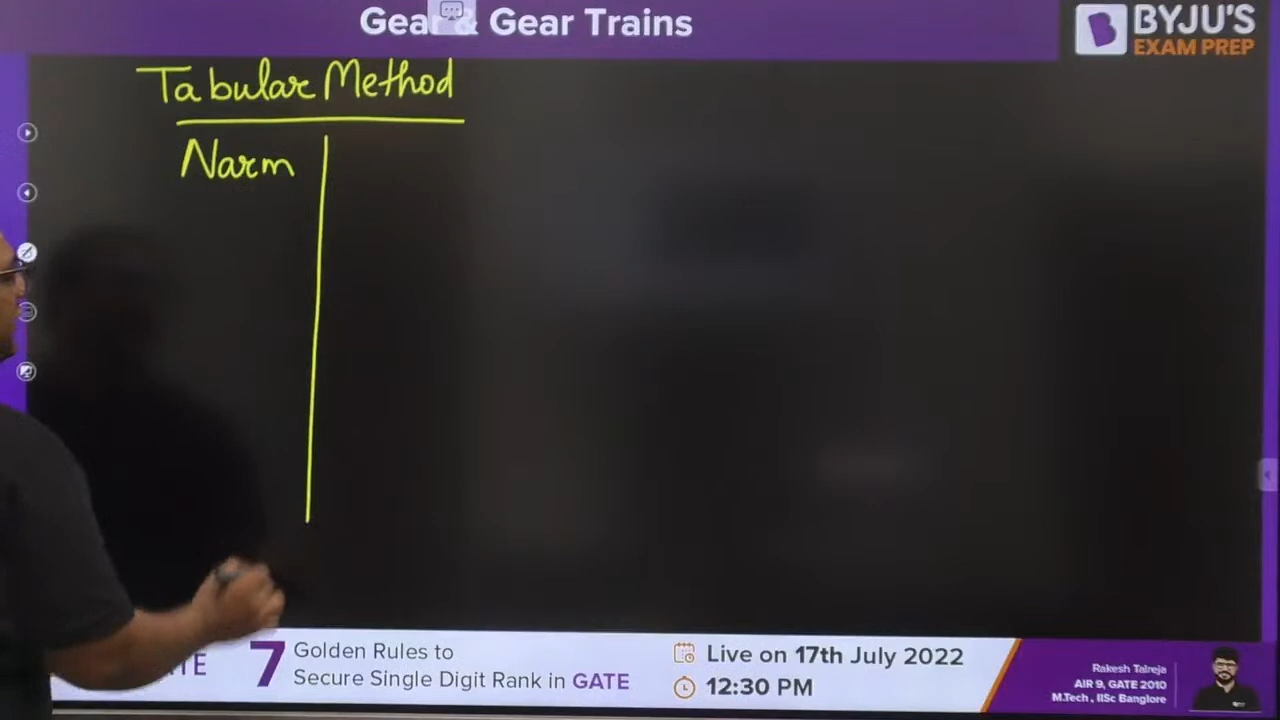 Gear & Gear Trains
BYJU'S
EXAM PREP
Tabular Method
Narm
7
Golden Rules to
Secure Single Digit Rank in GATE
Live on 17th July 2022
12:30 PM
Rakesh Talreja
AIR 9, GATE 2010
M.Tech, IISc Banglore